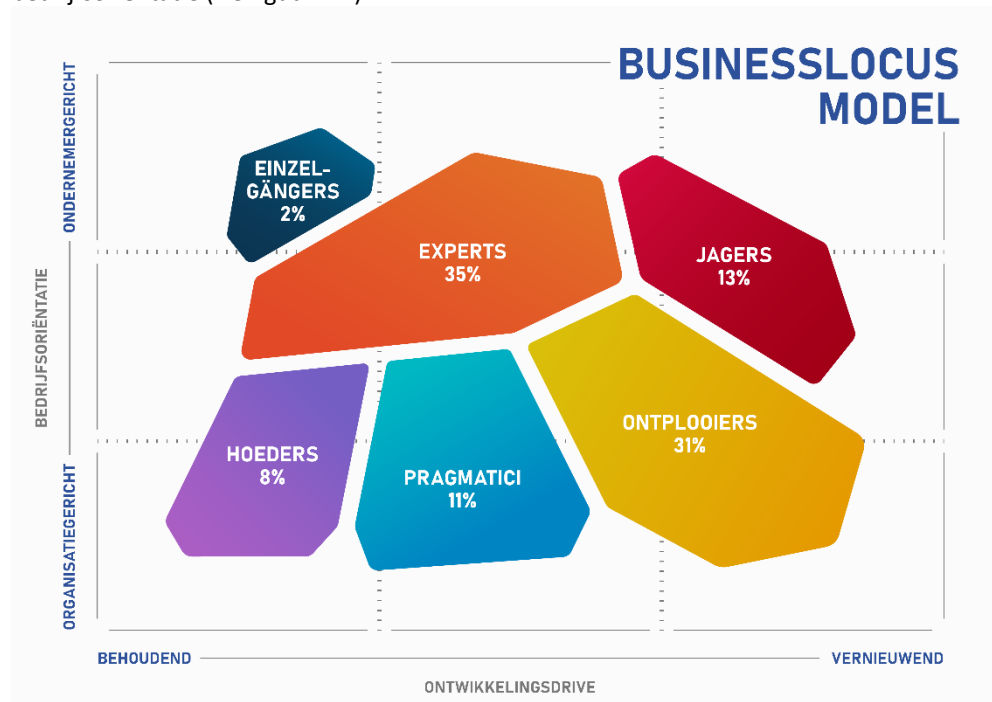 BUSINESSLOCUS
MODEL
ONDERNEMERGERICHT
BEDRIJFSORIËNTATIE
ORGANISATIEGERICHT
EINZEL-
GÄNGERS
2%
EXPERTS
35%
JAGERS
13%
HOEDERS
8%
PRAGMATICI
11%
ONTPLOOIERS
31%
BEHOUDEND
VERNIEUWEND
ONTWIKKELINGSDRIVE